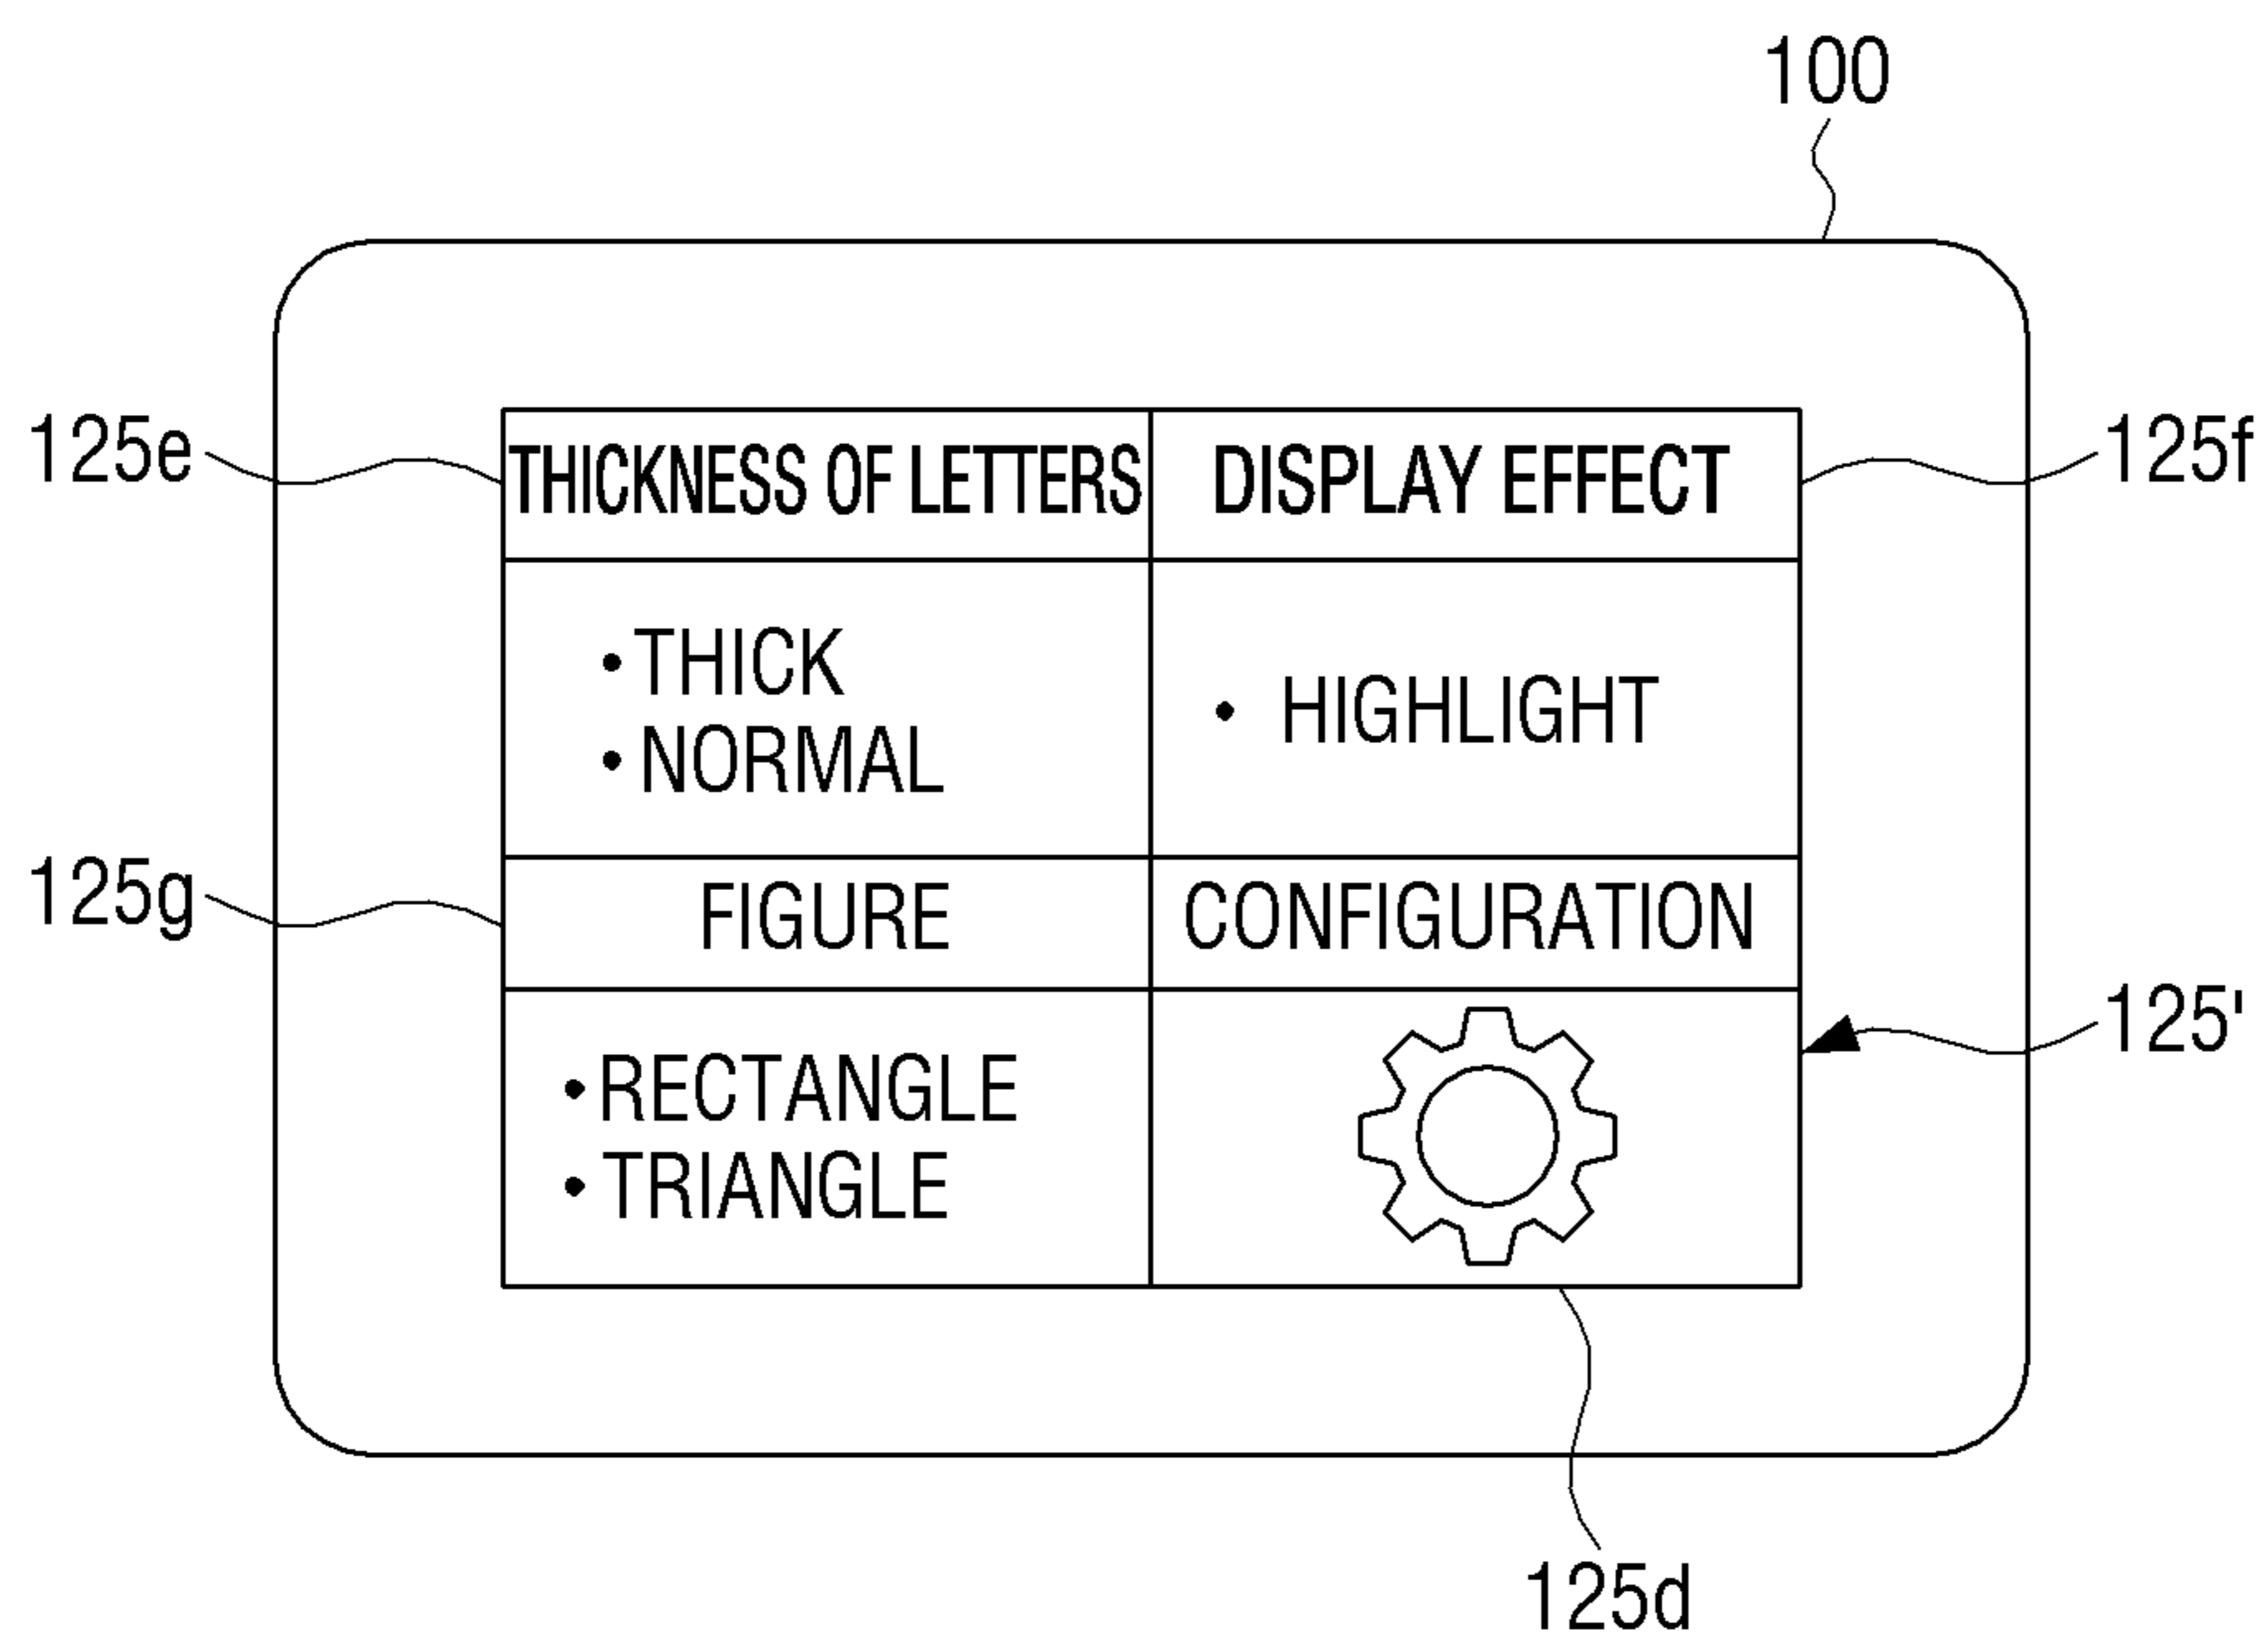 100
125e
THICKNESS OF LETTERS
DISPLAY EFFECT
125f
• THICK
• NORMAL
• HIGHLIGHT
125g
FIGURE
CONFIGURATION
125'
• RECTANGLE
• TRIANGLE
125d